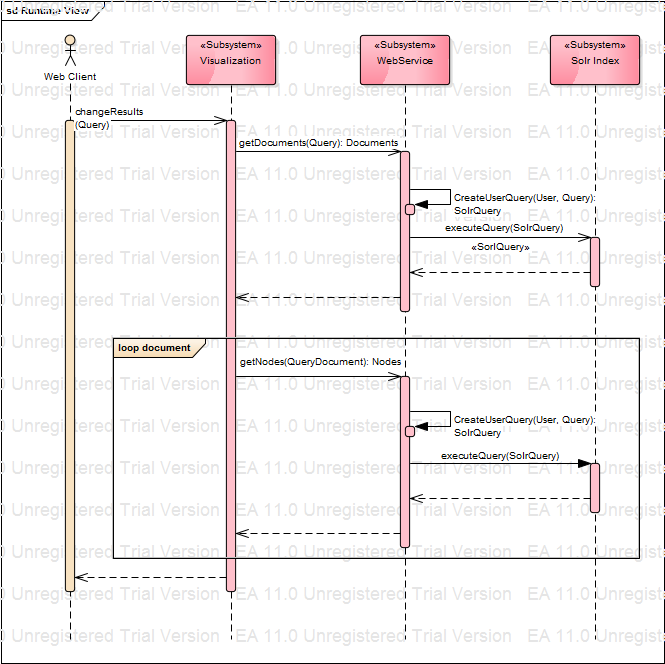 sd Runtime View
«Subsystem»
Visualization
«Subsystem»
WebService
«Subsystem»
Solr Index
Web Client
changeResults
(Query)
getDocuments(Query): Documents
CreateUserQuery(User, Query):
SolrQuery
executeQuery(SolrQuery)
«SorlQuery»
loop document
getNodes(QueryDocument): Nodes
CreateUserQuery(User, Query):
SolrQuery
executeQuery(SolrQuery)
EA 11.0 Unregistered Trial Version